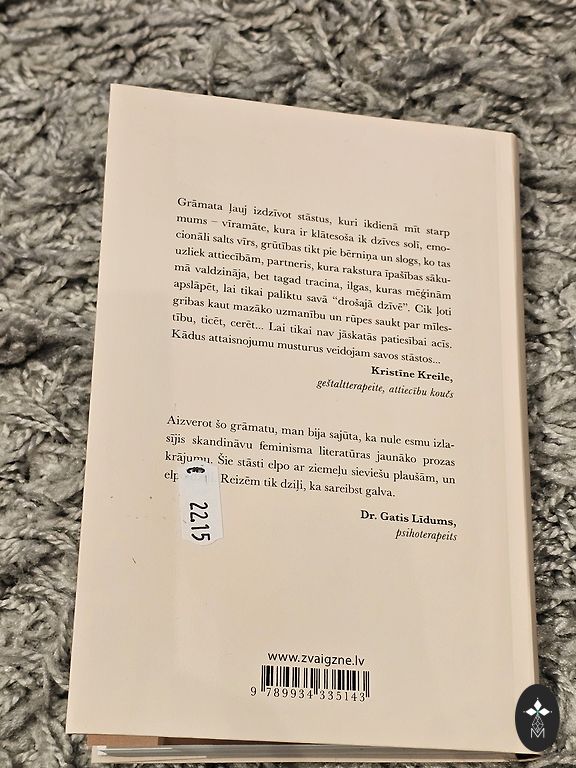 Grāmata ļauj izdzīvot stāstus, kuri ikdienā mīt starp
mums – vīramāte, kura ir klātesoša ik dzīves solī, emo-
cionāli salts vīrs, grūtības tikt pie bērniņa un slogs, ko tas
uzliek attiecībām, partneris, kura rakstura īpašības sāku-
mā valdzināja, bet tagad tracina, ilgas, kuras mēģinām
apslāpēt, lai tikai paliktu savā “drošajā dzīvē”. Cik ļoti
gribas kaut mazāko uzmanību un rūpes saukt par mīles-
tību, ticēt, cerēt... Lai tikai nav jāskatās patiesībai acīs.
Kādus attaisnojumu musturus veidojam savos stāstos...
Kristīne Kreile,
geštaltterapeite, attiecību koučs
Aizverot šo grāmatu, man bija sajūta, ka nule esmu izla-
sījis skandināvu feminisma literatūras jaunāko prozas
krājumu. Šie stāsti elpo ar ziemeļu sieviešu plaušām, un
elp Reizēm tik dziļi, ka sareibst galva.
€ 22.15
Dr. Gatis Līdums,
psihoterapeits
www.zvaigzne.lv
9 789934 335143
M